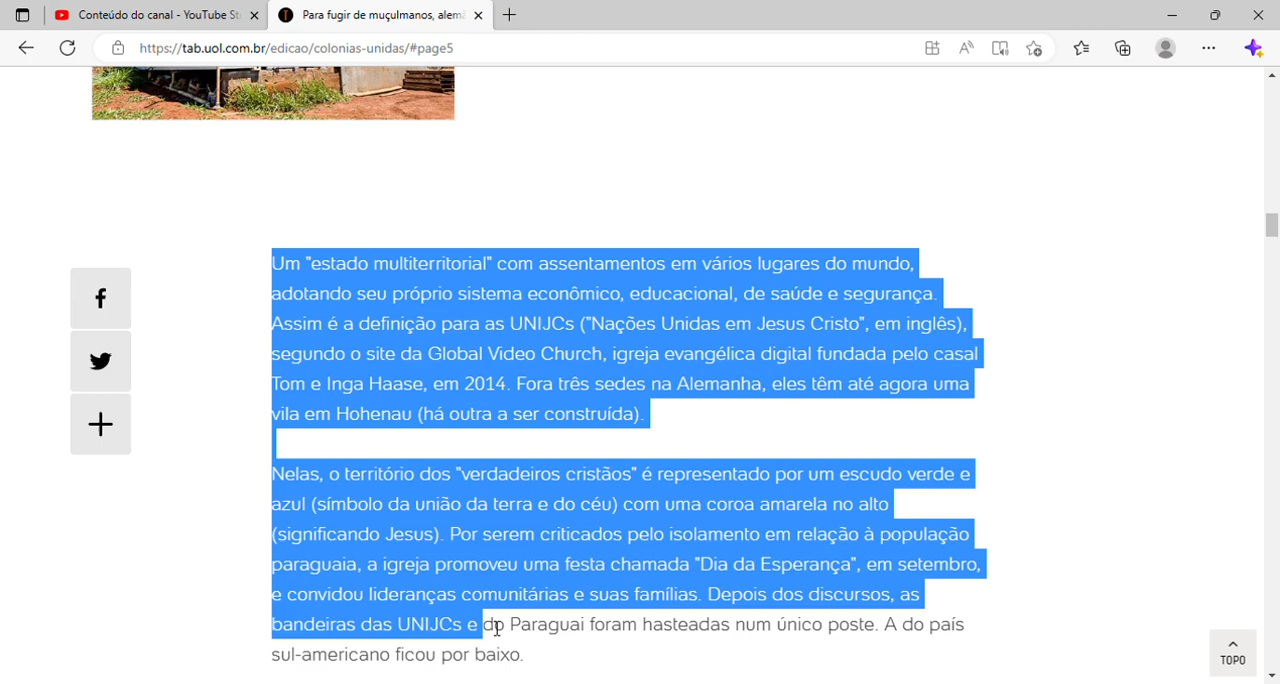 Conteúdo do canal - YouTube St
Para fugir de muçulmanos, alemã
https://tab.uol.com.br/edicao/colonias-unidas/#page5
Um "estado multiterritorial" com assentamentos em vários lugares do mundo,
adotando seu próprio sistema econômico, educacional, de saúde e segurança.
Assim é a definição para as UNIJCs ("Nações Unidas em Jesus Cristo", em inglês),
segundo o site da Global Video Church, igreja evangélica digital fundada pelo casal
Tom e Inga Haase, em 2014. Fora três sedes na Alemanha, eles têm até agora uma
vila em Hohenau (há outra a ser construída).
Nelas, o território dos "verdadeiros cristãos" é representado por um escudo verde e
azul (símbolo da união da terra e do céu) com uma coroa amarela no alto
(significando Jesus). Por serem criticados pelo isolamento em relação à população
paraguaia, a igreja promoveu uma festa chamada "Dia da Esperança", em setembro,
e convidou lideranças comunitárias e suas famílias. Depois dos discursos, as
bandeiras das UNIJCs e do Paraguai foram hasteadas num único poste. A do país
sul-americano ficou por baixo.
TOPO